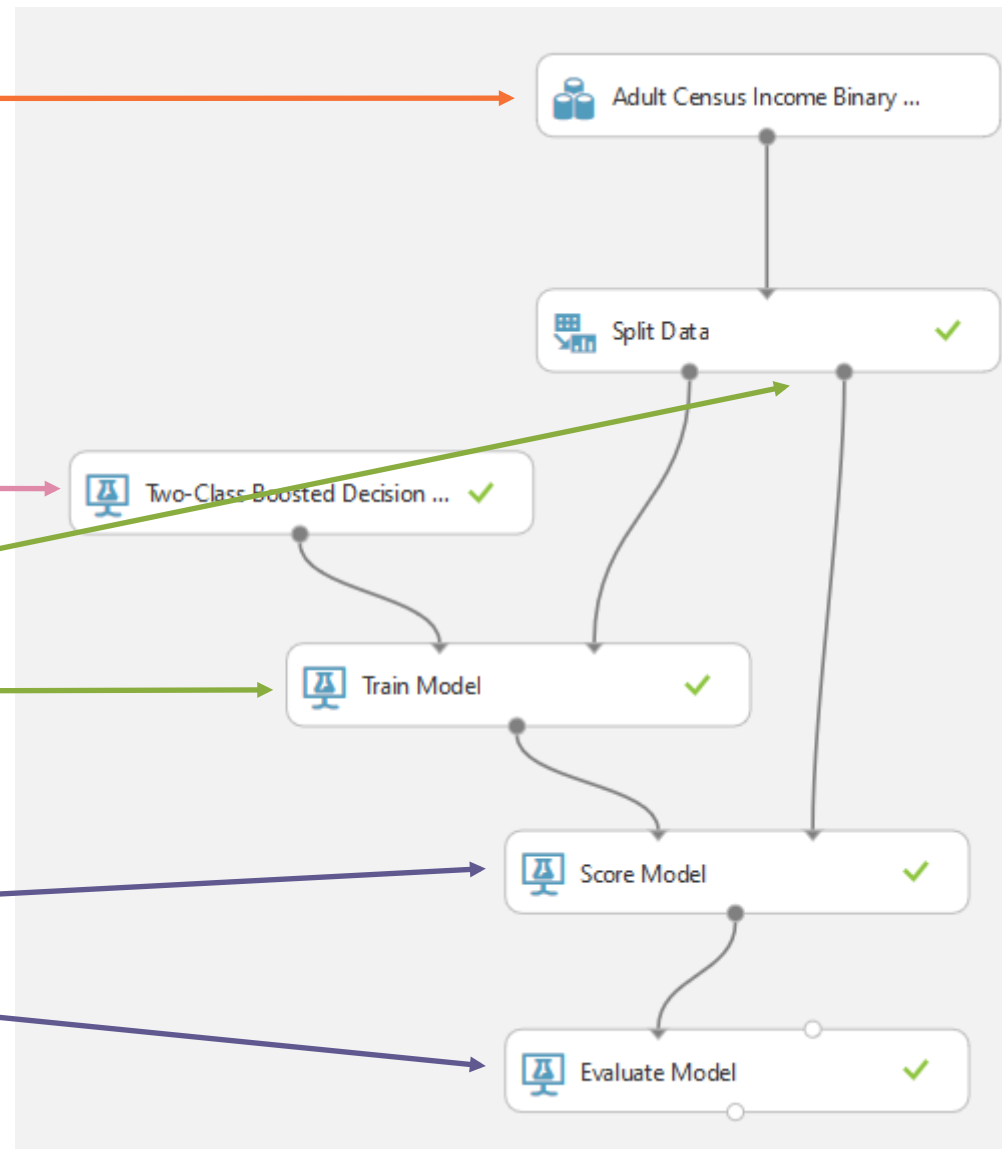 Adult Census Income Binary ...
Split Data
Two-Class Boosted Decision ...
Train Model
Score Model
Evaluate Model